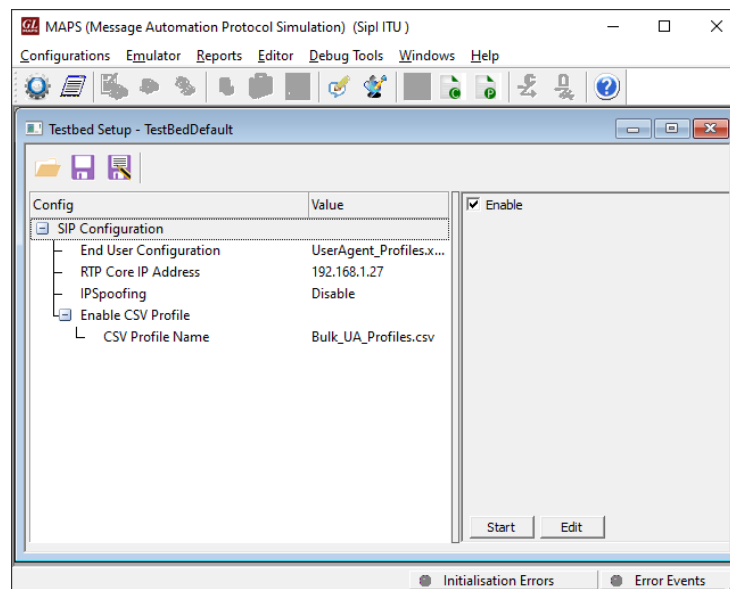 GL MAPS MAPS (Message Automation Protocol Simulation) (Sipl ITU )
Configurations Emulator Reports Editor Debug Tools Windows Help
Testbed Setup - TestBedDefault
Config Value
Enable
SIP Configuration
End User Configuration UserAgent_Profiles.x...
RTP Core IP Address 192.168.1.27
IPSpoofing Disable
Enable CSV Profile
CSV Profile Name Bulk_UA_Profiles.csv
Start Edit
Initialisation Errors Error Events